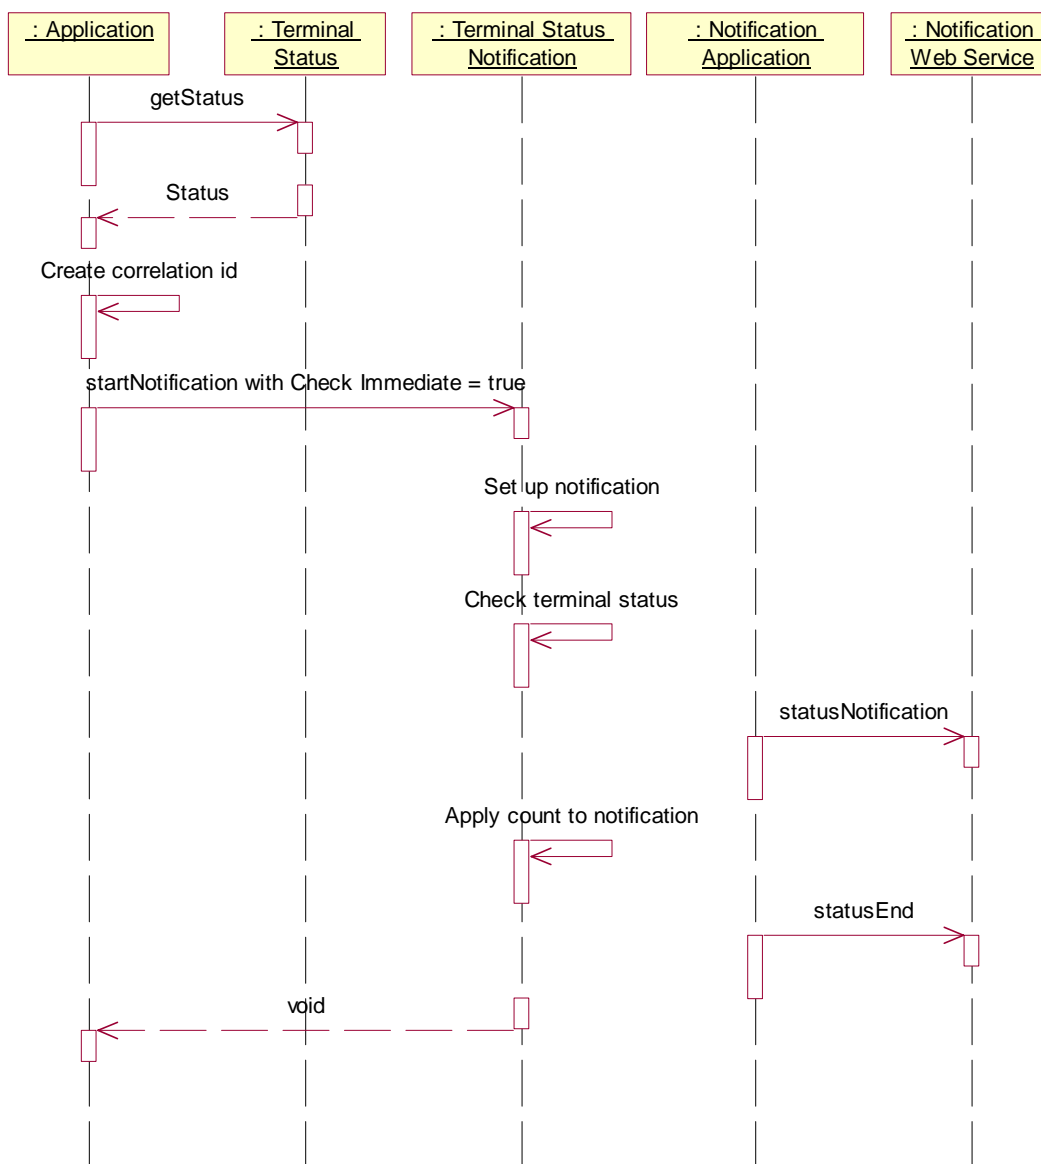 : Application
: Terminal
Status
: Terminal Status
Notification
: Notification
Application
: Notification
Web Service
getStatus
Status
Create correlation id
startNotification with Check Immediate = true
Set up notification
Check terminal status
statusNotification
Apply count to notification
statusEnd
void